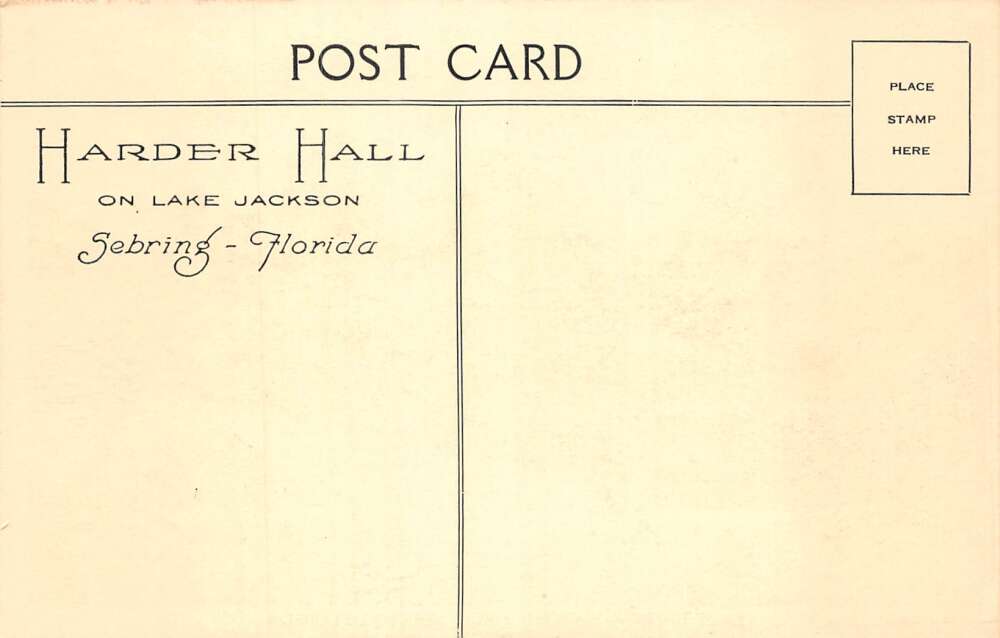 POST CARD
PLACE
STAMP
HERE
HARDER HALL
ON LAKE JACKSON
Sebring - Florida